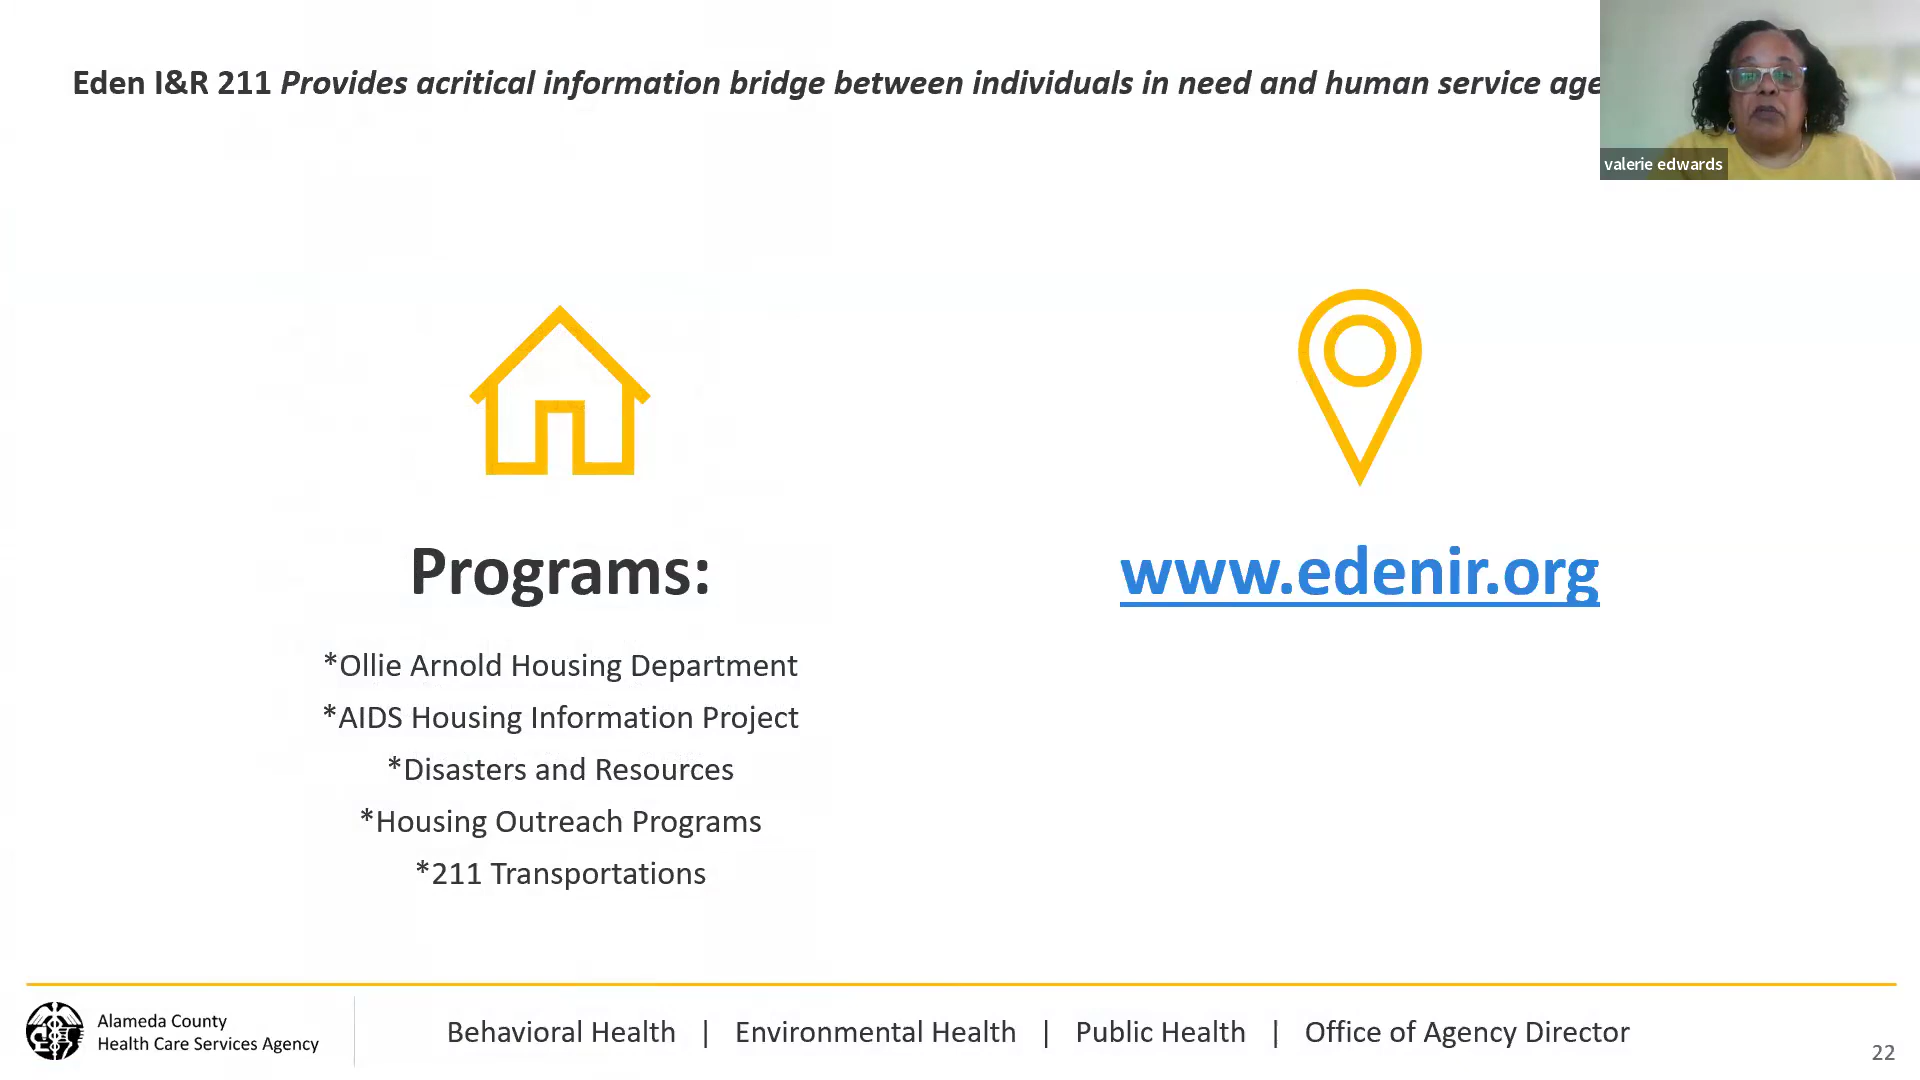 Eden I&R 211 Provides acritical information bridge between individuals in need and human service age
valerie edwards
Programs:
*Ollie Arnold Housing Department
*AIDS Housing Information Project
*Disasters and Resources
*Housing Outreach Programs
*211 Transportations
www.edenir.org
Alameda County
Health Care Services Agency
Behavioral Health | Environmental Health | Public Health | Office of Agency Director
22